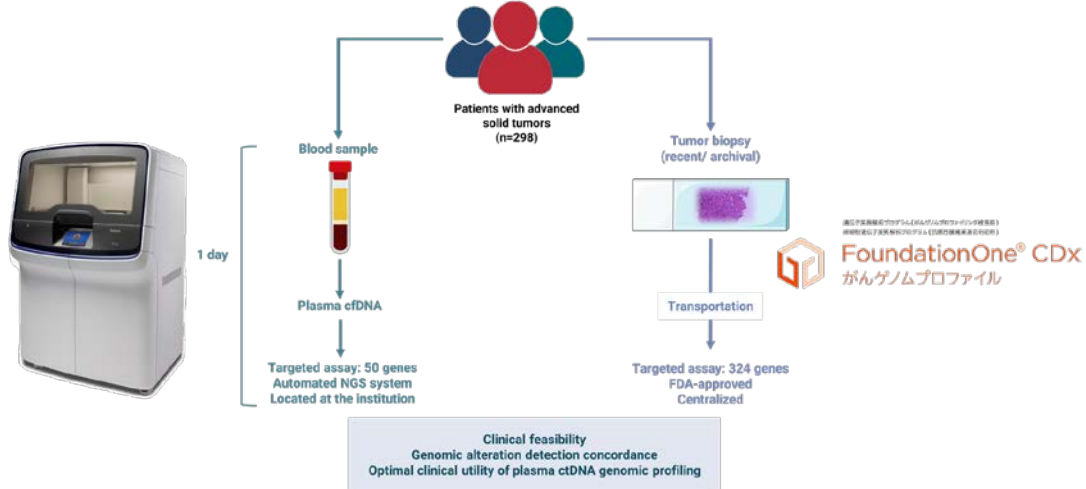 Patients with advanced
solid tumors
(n=298)
Blood sample
1 day
Plasma cfDNA
Targeted assay: 50 genes
Automated NGS system
Located at the institution
Tumor biopsy
(recent/ archival)
Transportation
Targeted assay: 324 genes
FDA-approved
Centralized
FoundationOne® CDx
がんゲノムプロファイル
Clinical feasibility
Genomic alteration detection concordance
Optimal clinical utility of plasma ctDNA genomic profiling